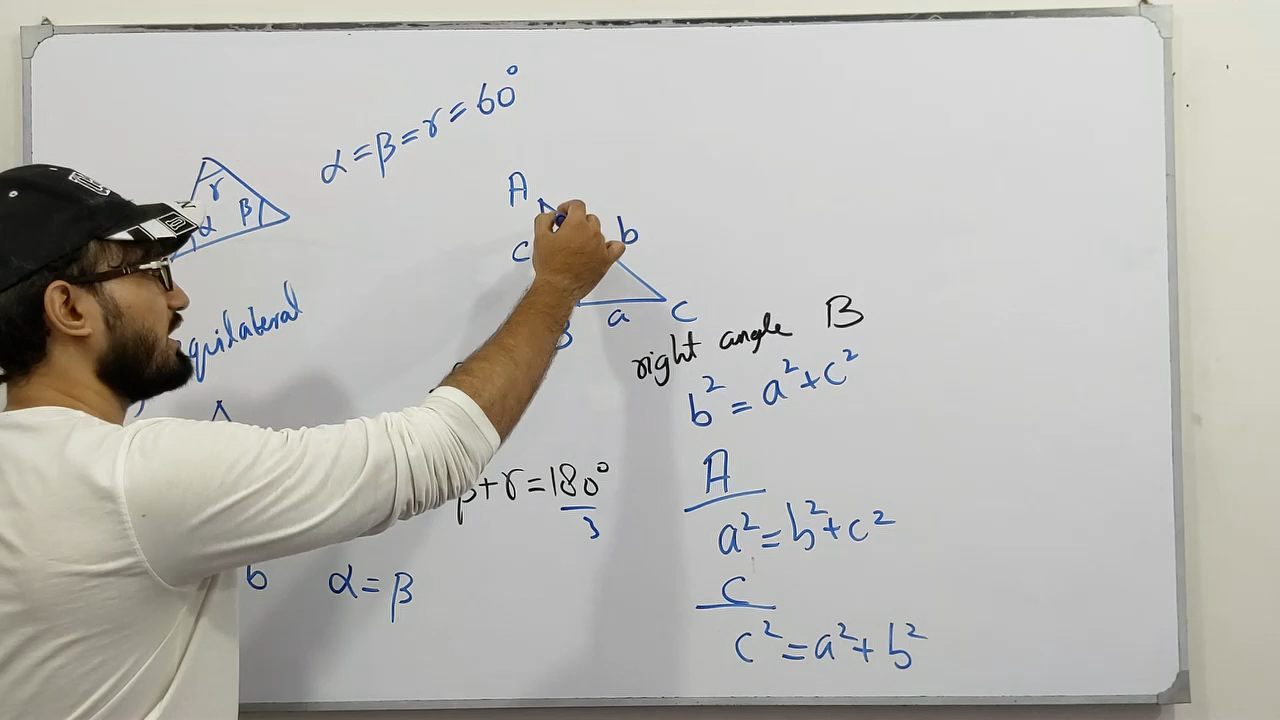 α = β = γ = 60°
γ
α β
A
c b
B a C
quilateral
right angle B
b² = a² + c²
A
a² = b² + c²
C
c² = a² + b²
β + γ = 180°
3
b α = β